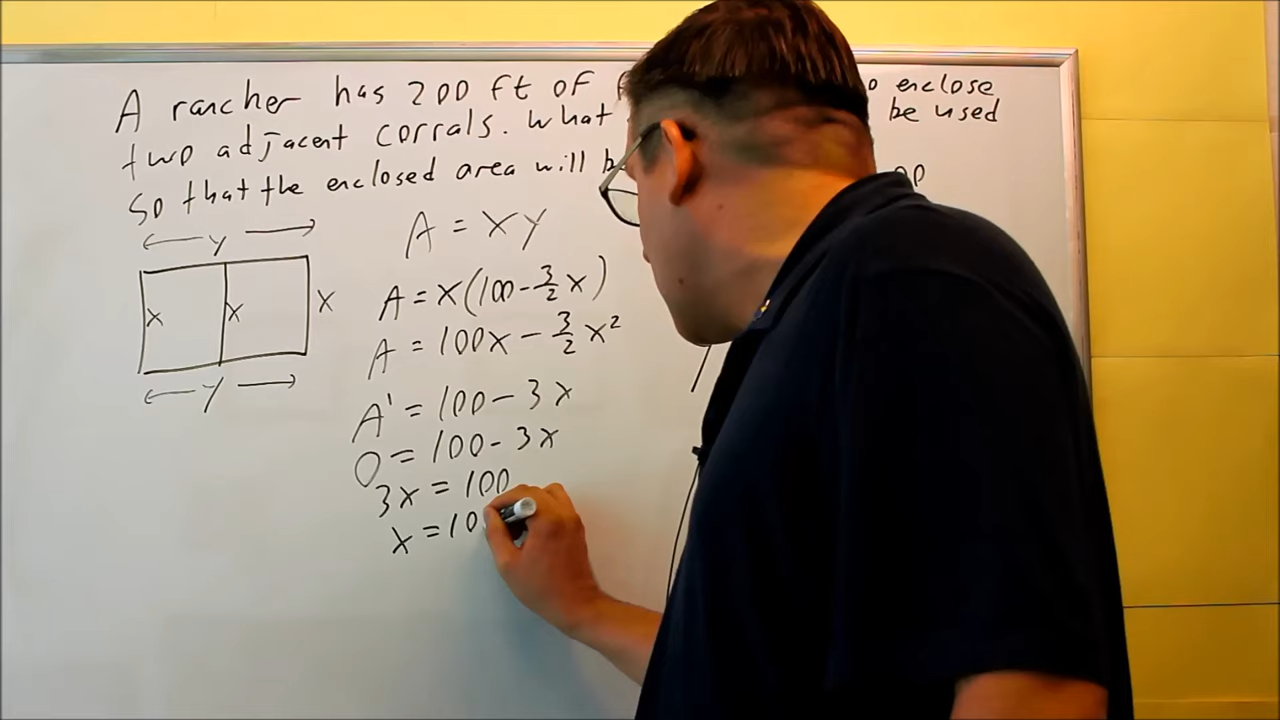 A rancher has 200 ft of enclose
two adjacent corrals. What be used
so that the enclosed area will
← y →
x x x
← y →
A = xy
A = x(100 - 3/2 x)
A = 100x - 3/2 x²
A' = 100 - 3x
0 = 100 - 3x
3x = 100
x = 10